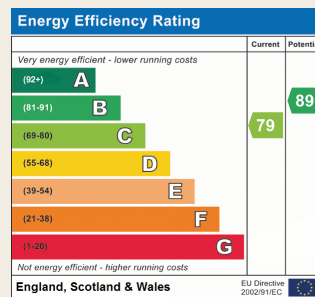 Energy Efficiency Rating
Current Potenti
Very energy efficient - lower running costs
(92+) A
(81-91) B
89
(69-80) C
79
(55-68) D
(39-54) E
(21-38) F
(1-20) G
Not energy efficient - higher running costs
England, Scotland & Wales
EU Directive
2002/91/EC